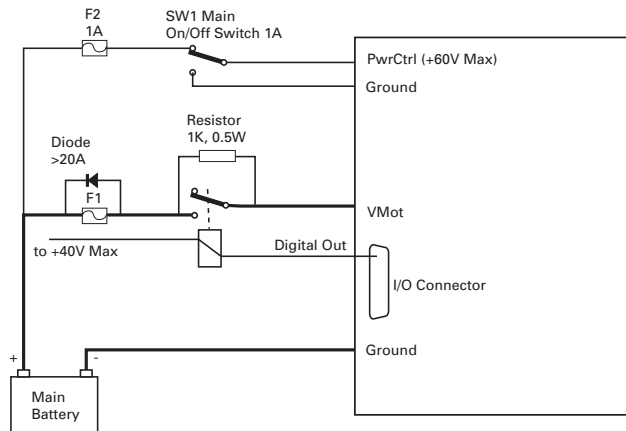 F2
1A
SW1 Main
On/Off Switch 1A
PwrCtrl (+60V Max)
Ground
Resistor
1K, 0.5W
Diode
>20A
F1
VMot
to +40V Max
Digital Out
I/O Connector
Ground
+
-
Main
Battery